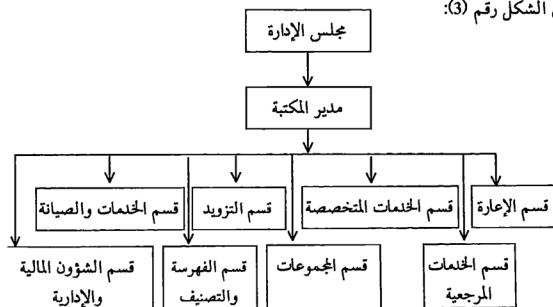 الشكل رقم (3):
مجلس الإدارة
مدير المكتبة
قسم الإعارة
قسم الخدمات المتخصصة
قسم التزويد
قسم الخدمات والصيانة
قسم الخدمات
المرجعية
قسم المجموعات
قسم الفهرسة
والتصنيف
قسم الشؤون المالية
والإدارية